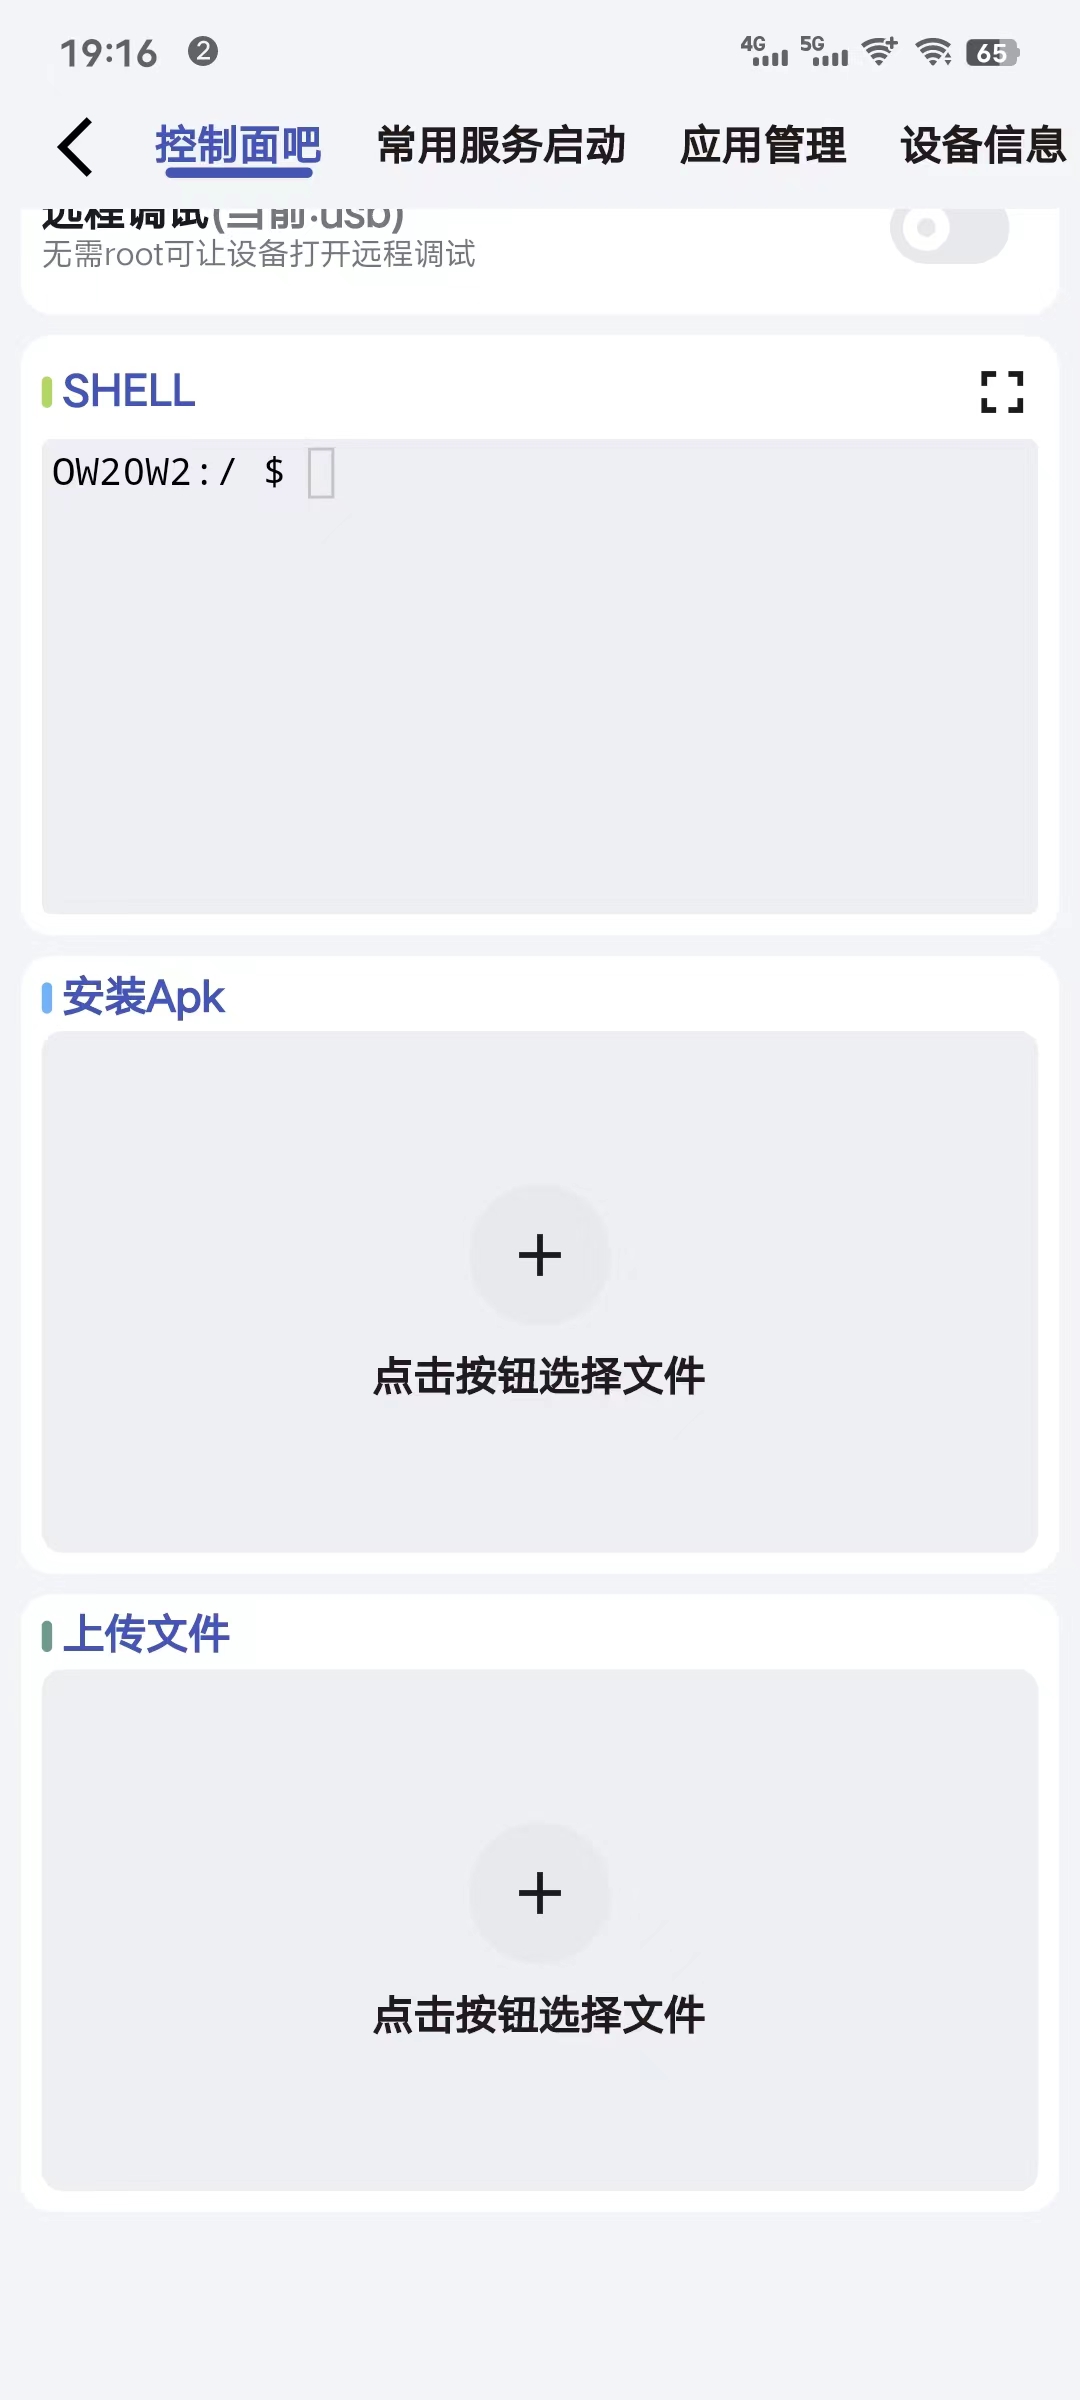 19:16 2 4G 5G 65
控制面吧 常用服务启动 应用管理 设备信息
远程调试(当前:usb)
无需root可让设备打开远程调试
SHELL
OW2OW2:/ $
安装Apk
点击按钮选择文件
上传文件
点击按钮选择文件